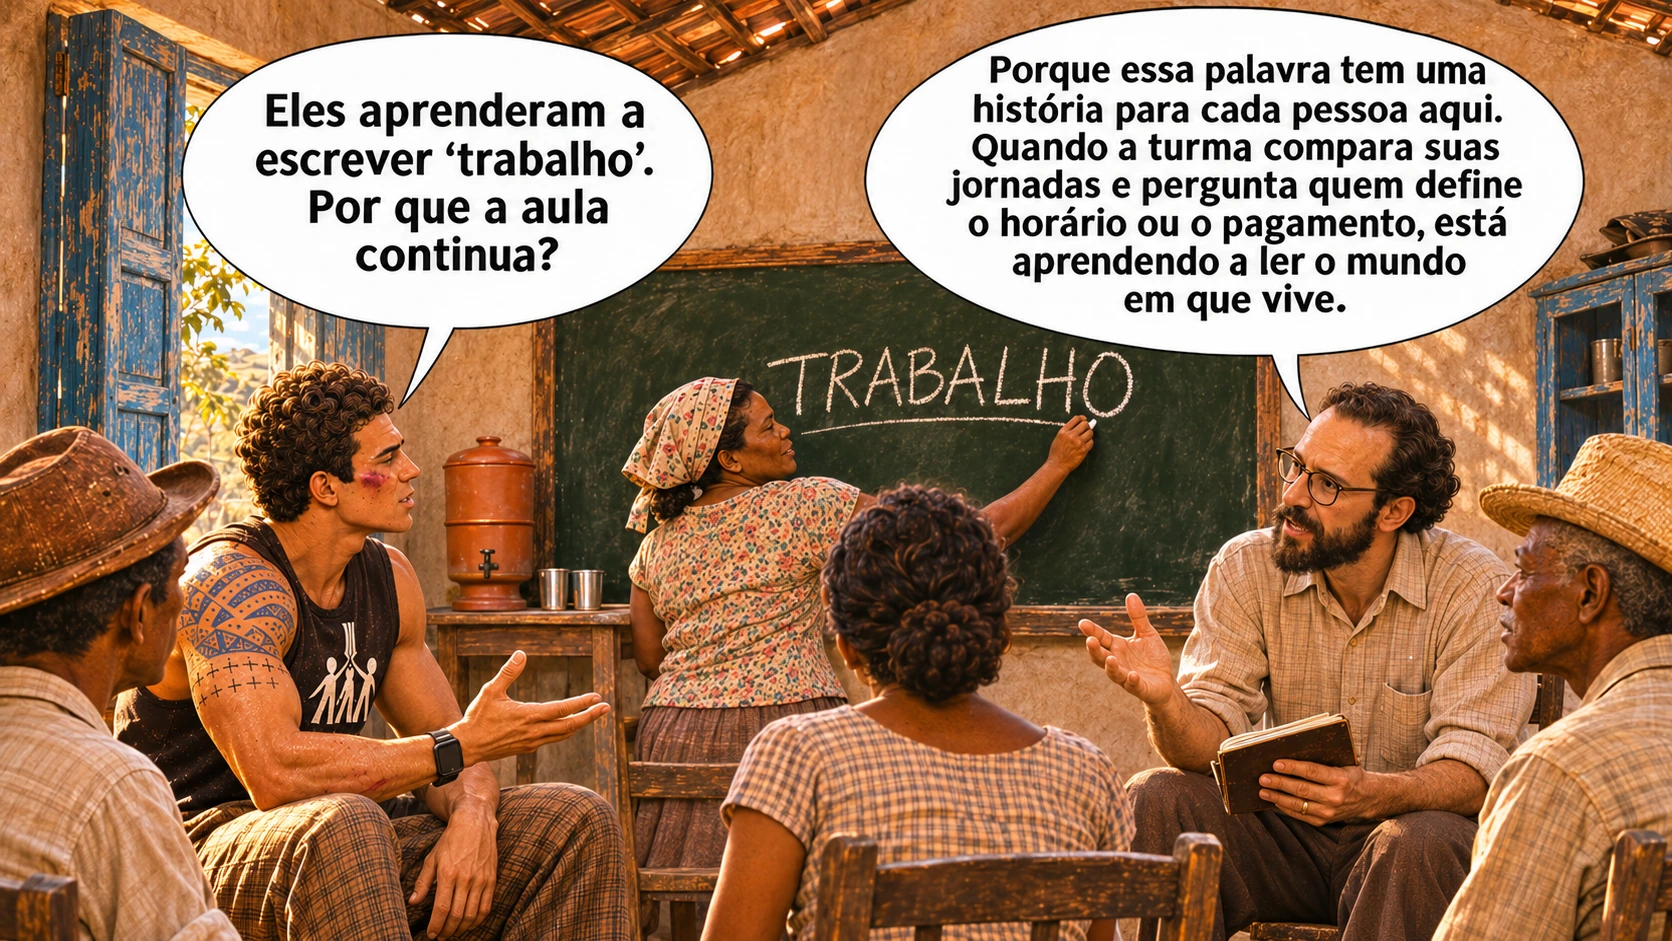 Eles aprenderam a
escrever ‘trabalho’.
Por que a aula
continua?
Porque essa palavra tem uma
história para cada pessoa aqui.
Quando a turma compara suas
jornadas e pergunta quem define
o horário ou o pagamento, está
aprendendo a ler o mundo
em que vive.
TRABALHO